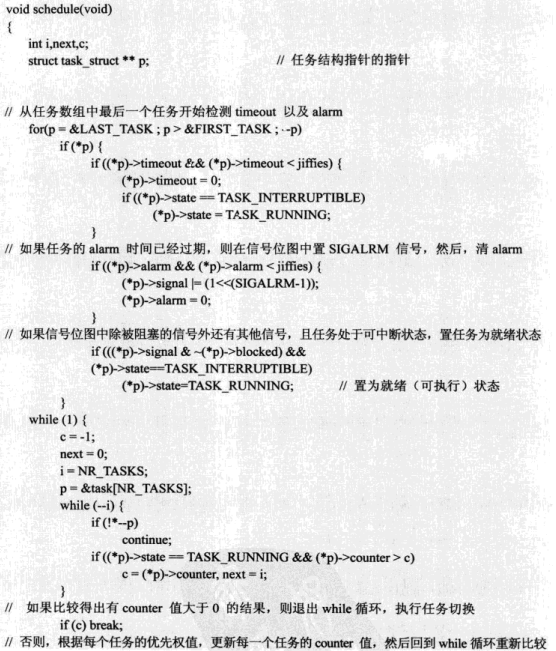 void schedule(void)
{
int i,next,c;
struct task_struct ** p; // 任务结构指针的指针
// 从任务数组中最后一个任务开始检测 timeout 以及 alarm
for(p = &LAST_TASK ; p > &FIRST_TASK ; --p)
if (*p) {
if ((*p)->timeout && (*p)->timeout < jiffies) {
(*p)->timeout = 0;
if ((*p)->state == TASK_INTERRUPTIBLE)
(*p)->state = TASK_RUNNING;
}
// 如果任务的 alarm 时间已经过期，则在信号位图中置 SIGALRM 信号，然后，清 alarm
if ((*p)->alarm && (*p)->alarm < jiffies) {
(*p)->signal |= (1<<(SIGALRM-1));
(*p)->alarm = 0;
}
// 如果信号位图中除被阻塞的信号外还有其他信号，且任务处于可中断状态，置任务为就绪状态
if (((*p)->signal & ~(*p)->blocked) &&
(*p)->state==TASK_INTERRUPTIBLE)
(*p)->state=TASK_RUNNING; // 置为就绪（可执行）状态
}
while (1) {
c = -1;
next = 0;
i = NR_TASKS;
p = &task[NR_TASKS];
while (--i) {
if (!*--p)
continue;
if ((*p)->state == TASK_RUNNING && (*p)->counter > c)
c = (*p)->counter, next = i;
}
// 如果比较得出有 counter 值大于 0 的结果，则退出 while 循环，执行任务切换
if (c) break;
// 否则，根据每个任务的优先权值，更新每一个任务的 counter 值，然后回到 while 循环重新比较